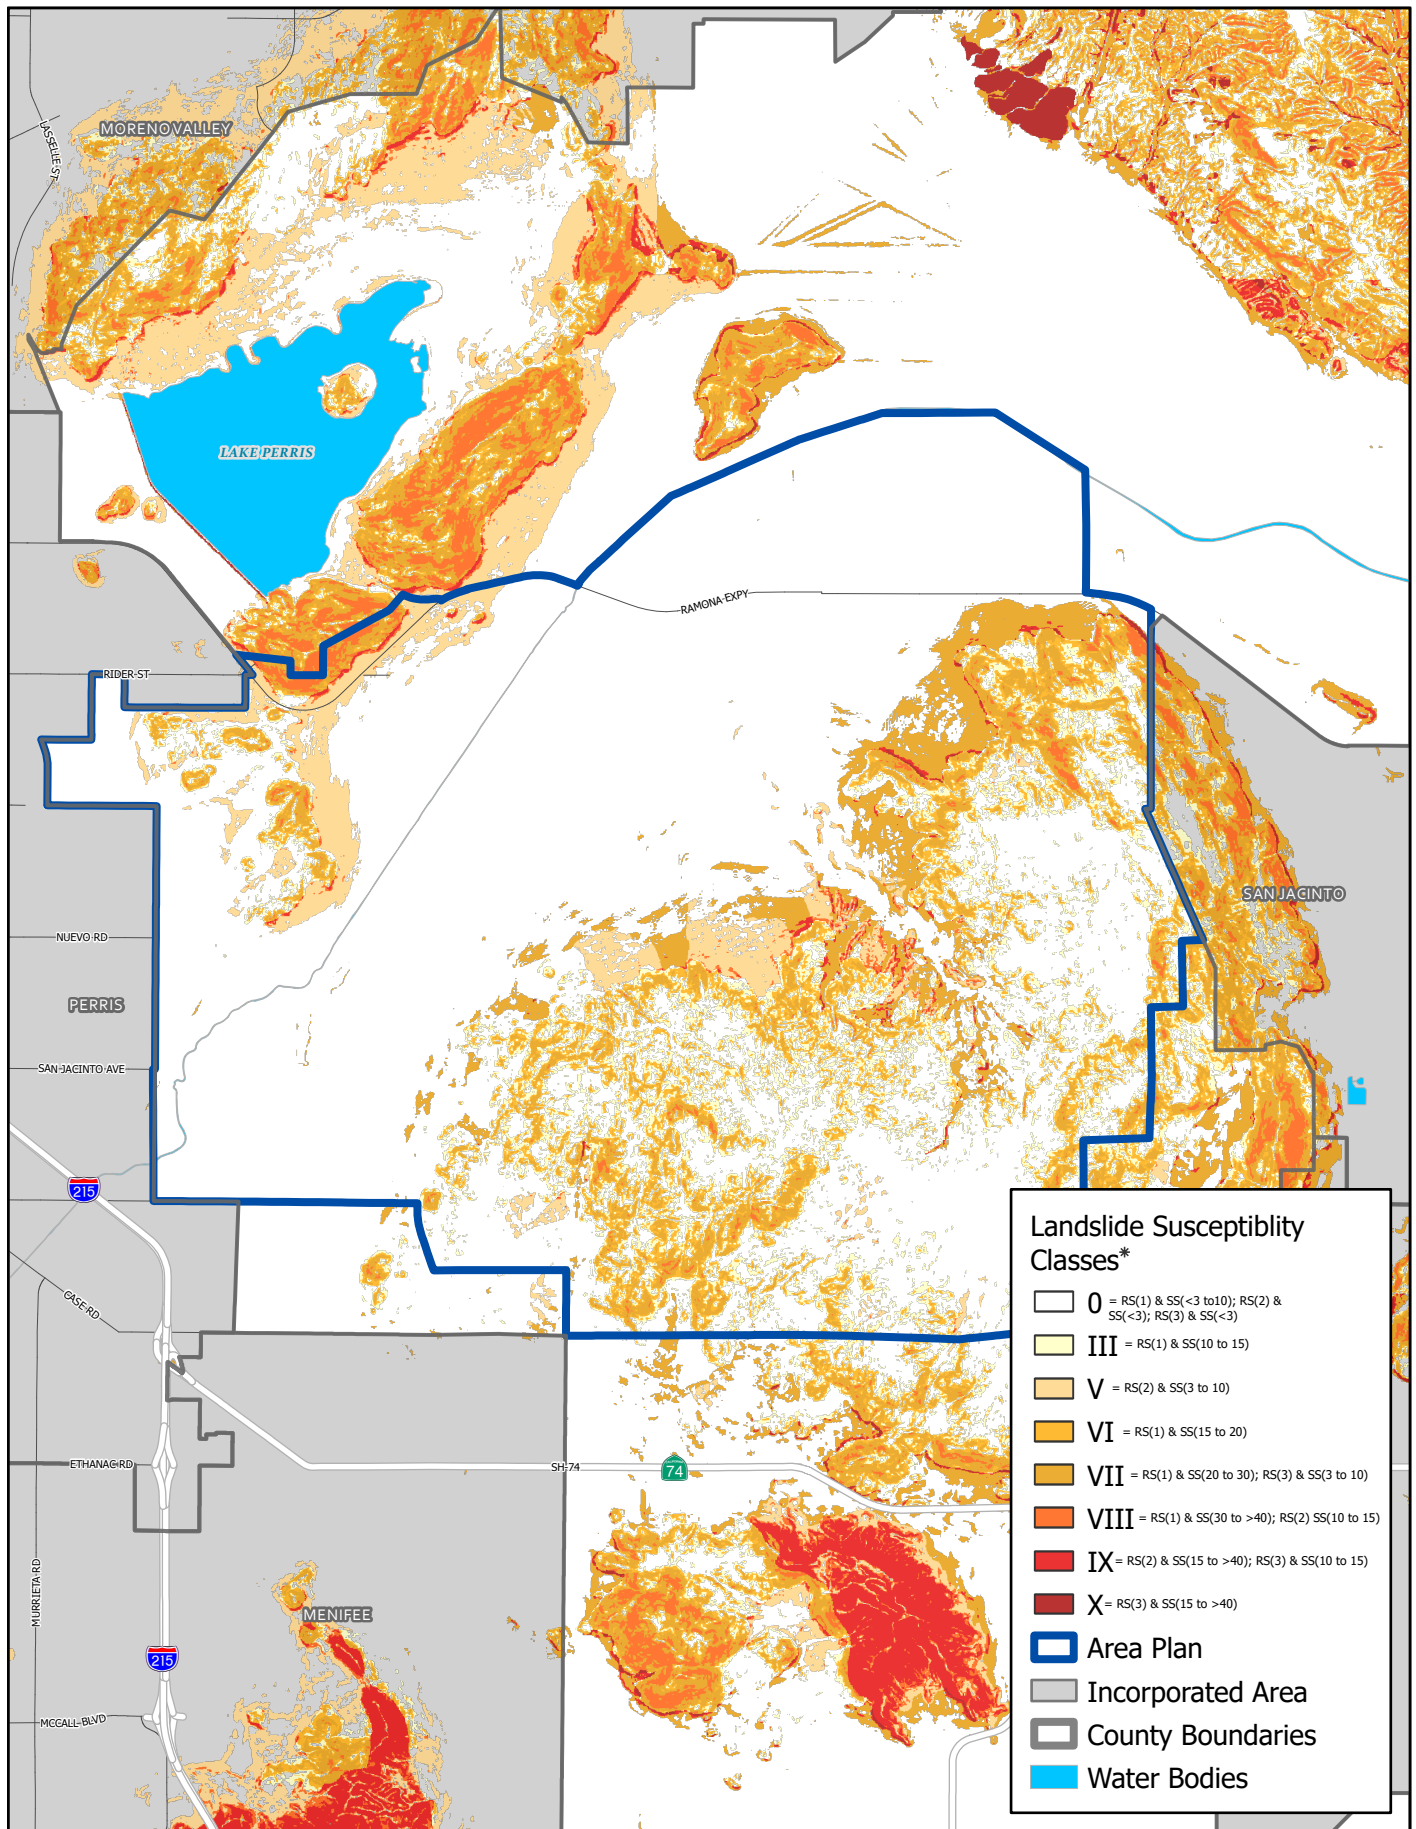 MORENO VALLEY
LASSELLE ST
LAKE PERRIS
RAMONA EXPY
RIDER ST
SAN JACINTO
NUEVO RD
PERRIS
SAN JACINTO AVE
215
CASE RD
ETHANAC RD
SH-74
CALIFORNIA
74
MURRIETA RD
MENIFEE
215
MCCALL BLVD
Landslide Susceptiblity
Classes*
0 = RS(1) & SS(<3 to10); RS(2) &
SS(<3); RS(3) & SS(<3)
III = RS(1) & SS(10 to 15)
V = RS(2) & SS(3 to 10)
VI = RS(1) & SS(15 to 20)
VII = RS(1) & SS(20 to 30); RS(3) & SS(3 to 10)
VIII = RS(1) & SS(30 to >40); RS(2) SS(10 to 15)
IX = RS(2) & SS(15 to >40); RS(3) & SS(10 to 15)
X = RS(3) & SS(15 to >40)
Area Plan
Incorporated Area
County Boundaries
Water Bodies